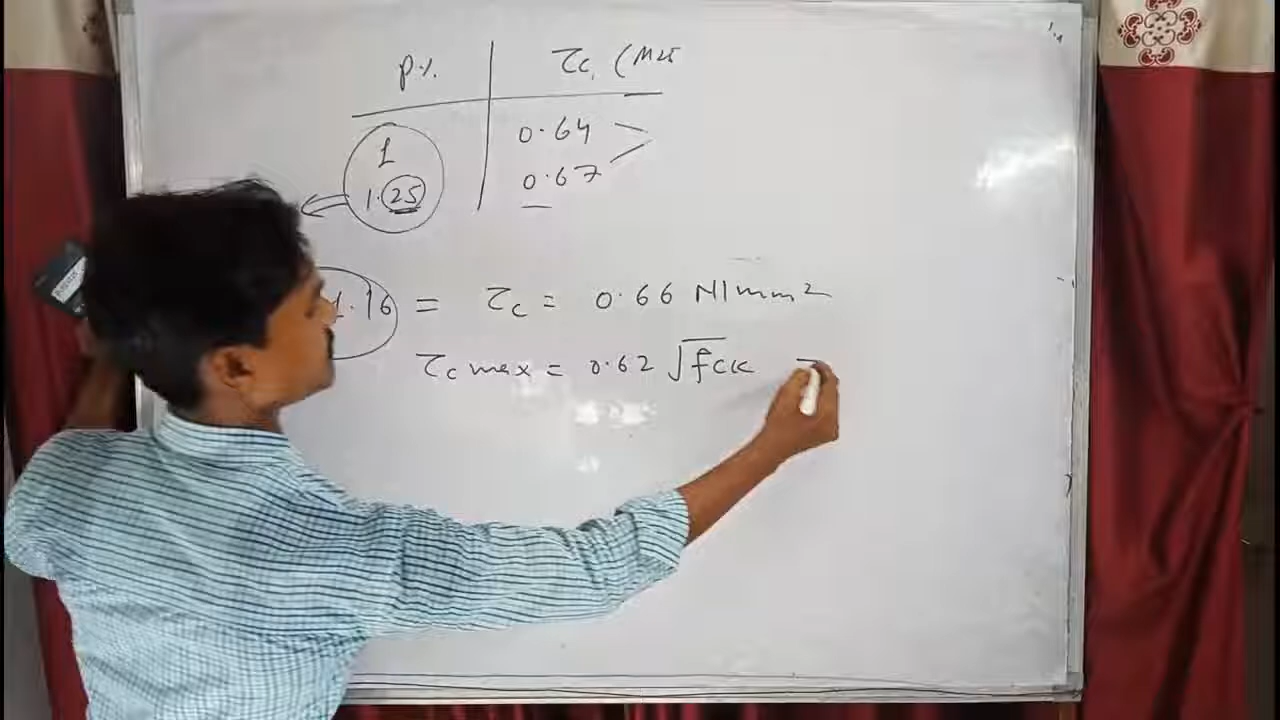 p% τc, (M25
1 0.64
1.25 0.67
1.16 = τc = 0.66 N/mm2
τc max = 0.62 √fck